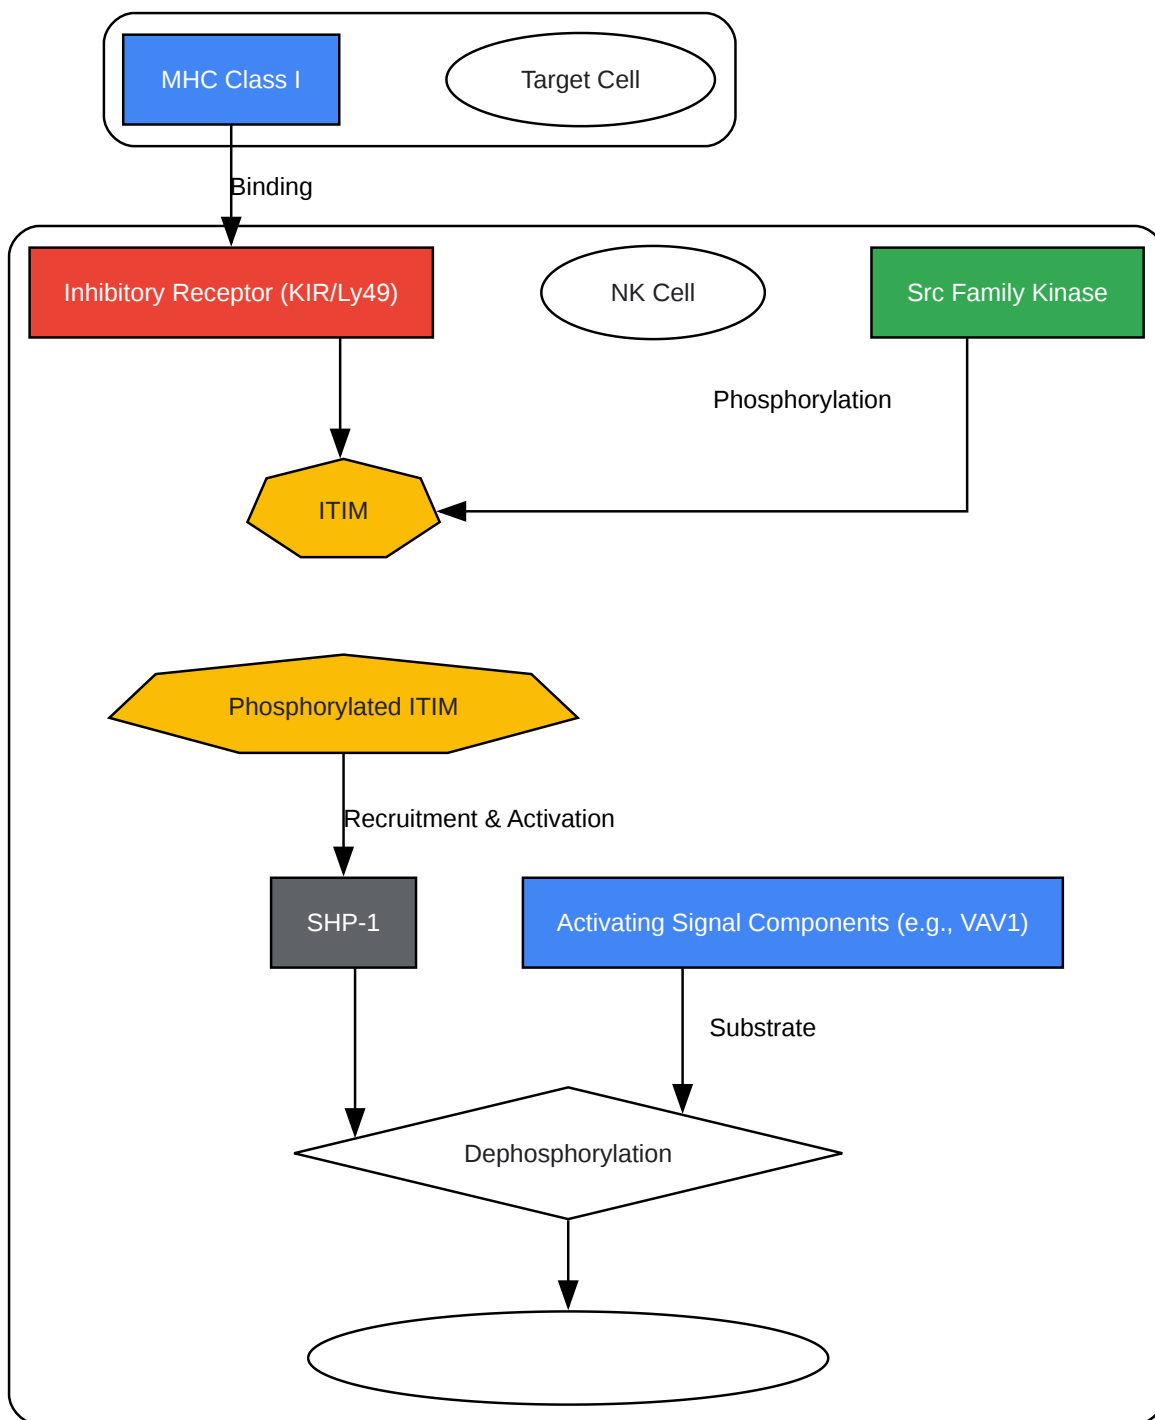 MHC Class I
Target Cell
Binding
Inhibitory Receptor (KIR/Ly49)
NK Cell
Src Family Kinase
Phosphorylation
ITIM
Phosphorylated ITIM
Recruitment & Activation
SHP-1
Activating Signal Components (e.g., VAV1)
Substrate
Dephosphorylation